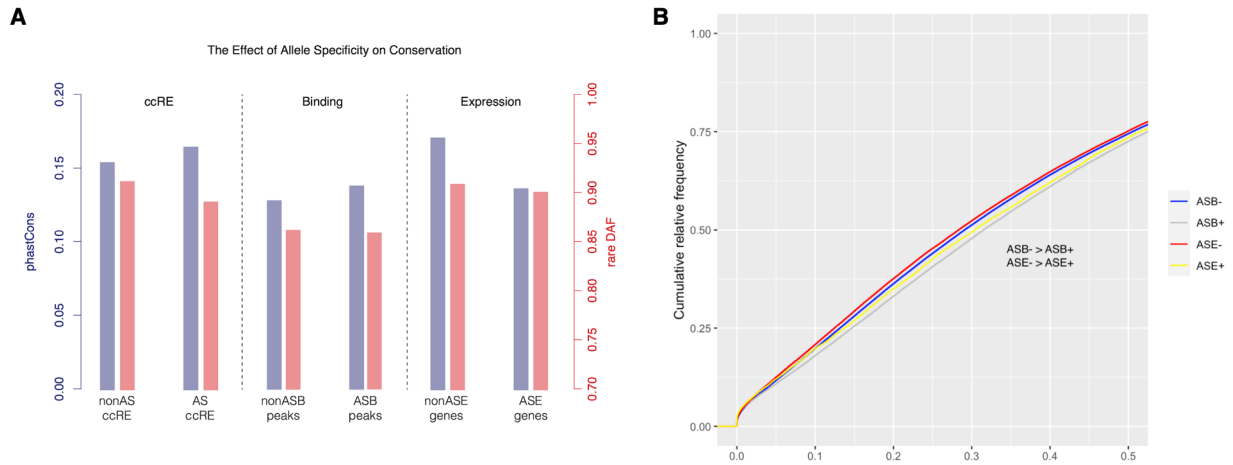 A
The Effect of Allele Specificity on Conservation
ccRE
Binding
Expression
phastCons
0.00
0.05
0.10
0.15
0.20
rare DAF
0.70
0.75
0.80
0.85
0.90
0.95
1.00
nonAS
ccRE
AS
ccRE
nonASB
peaks
ASB
peaks
nonASE
genes
ASE
genes
B
Cumulative relative frequency
1.00
0.75
0.50
0.25
0.00
0.0
0.1
0.2
0.3
0.4
0.5
ASB- > ASB+
ASE- > ASE+
ASB-
ASB+
ASE-
ASE+